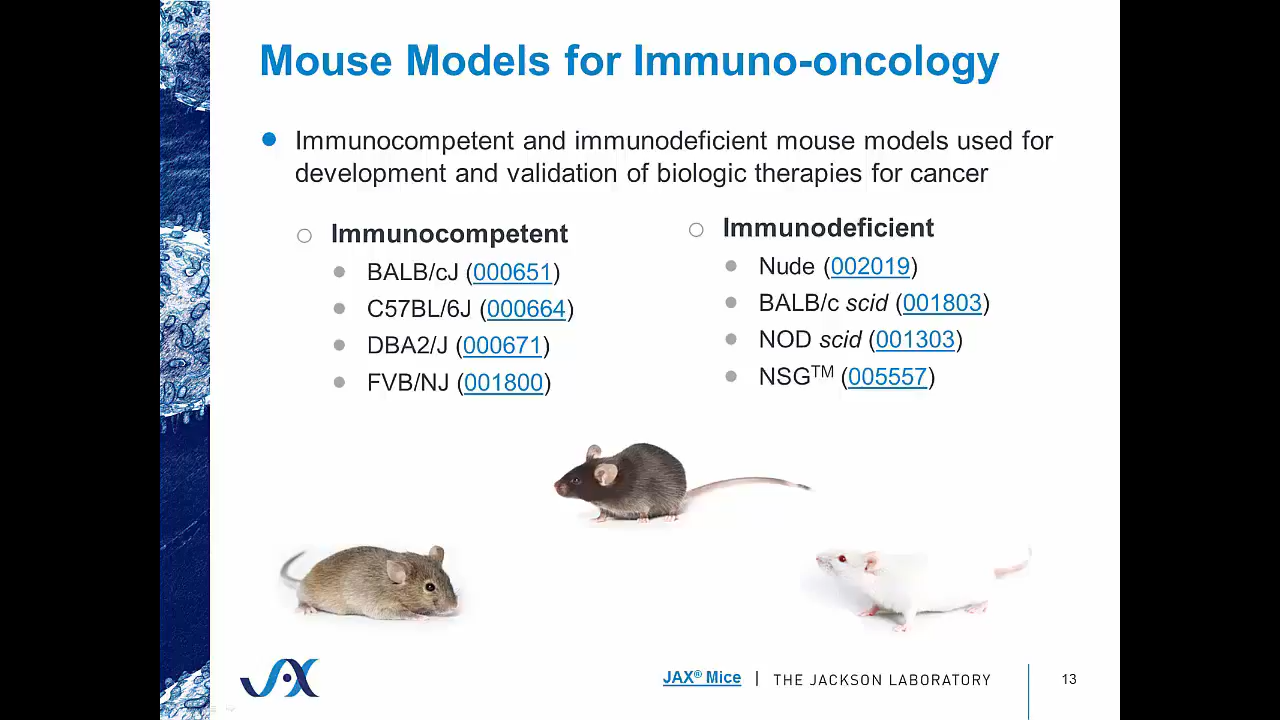 Mouse Models for Immuno-oncology
Immunocompetent and immunodeficient mouse models used for
development and validation of biologic therapies for cancer
Immunocompetent
BALB/cJ (000651)
C57BL/6J (000664)
DBA2/J (000671)
FVB/NJ (001800)
Immunodeficient
Nude (002019)
BALB/c scid (001803)
NOD scid (001303)
NSG™ (005557)
JAX
JAX® Mice | THE JACKSON LABORATORY
13